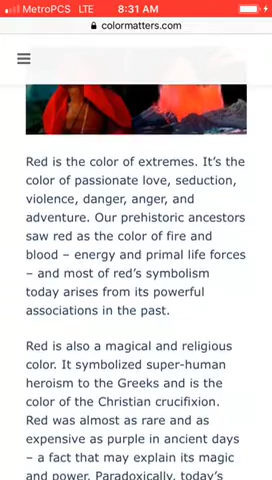 MetroPCS LTE 8:31 AM
colormatters.com
Red is the color of extremes. It’s the
color of passionate love, seduction,
violence, danger, anger, and
adventure. Our prehistoric ancestors
saw red as the color of fire and
blood – energy and primal life forces
– and most of red’s symbolism
today arises from its powerful
associations in the past.
Red is also a magical and religious
color. It symbolized super-human
heroism to the Greeks and is the
color of the Christian crucifixion.
Red was almost as rare and as
expensive as purple in ancient days
– a fact that may explain its magic
and power. Paradoxically, today’s